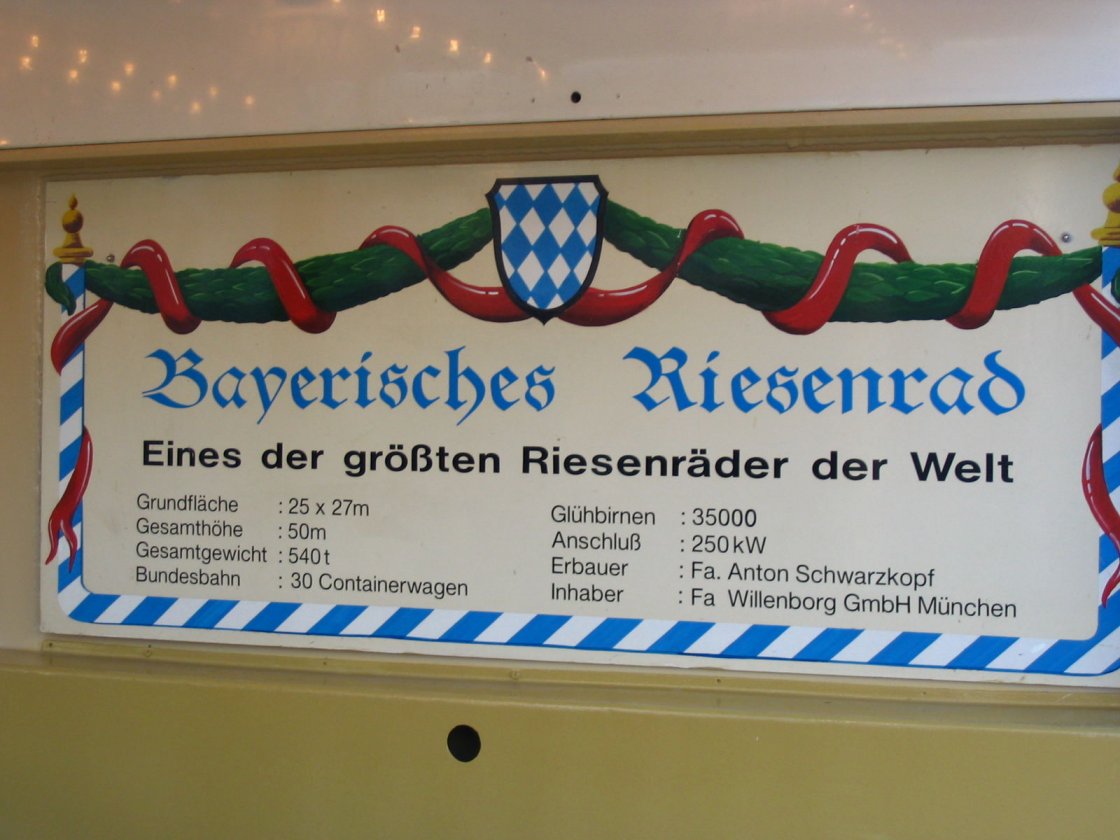 Bayerisches Riesenrad
Eines der größten Riesenräder der Welt
Grundfläche : 25 x 27m
Gesamthöhe : 50m
Gesamtgewicht : 540t
Bundesbahn : 30 Containerwagen
Glühbirnen : 35000
Anschluß : 250kW
Erbauer : Fa. Anton Schwarzkopf
Inhaber : Fa Willenborg GmbH München